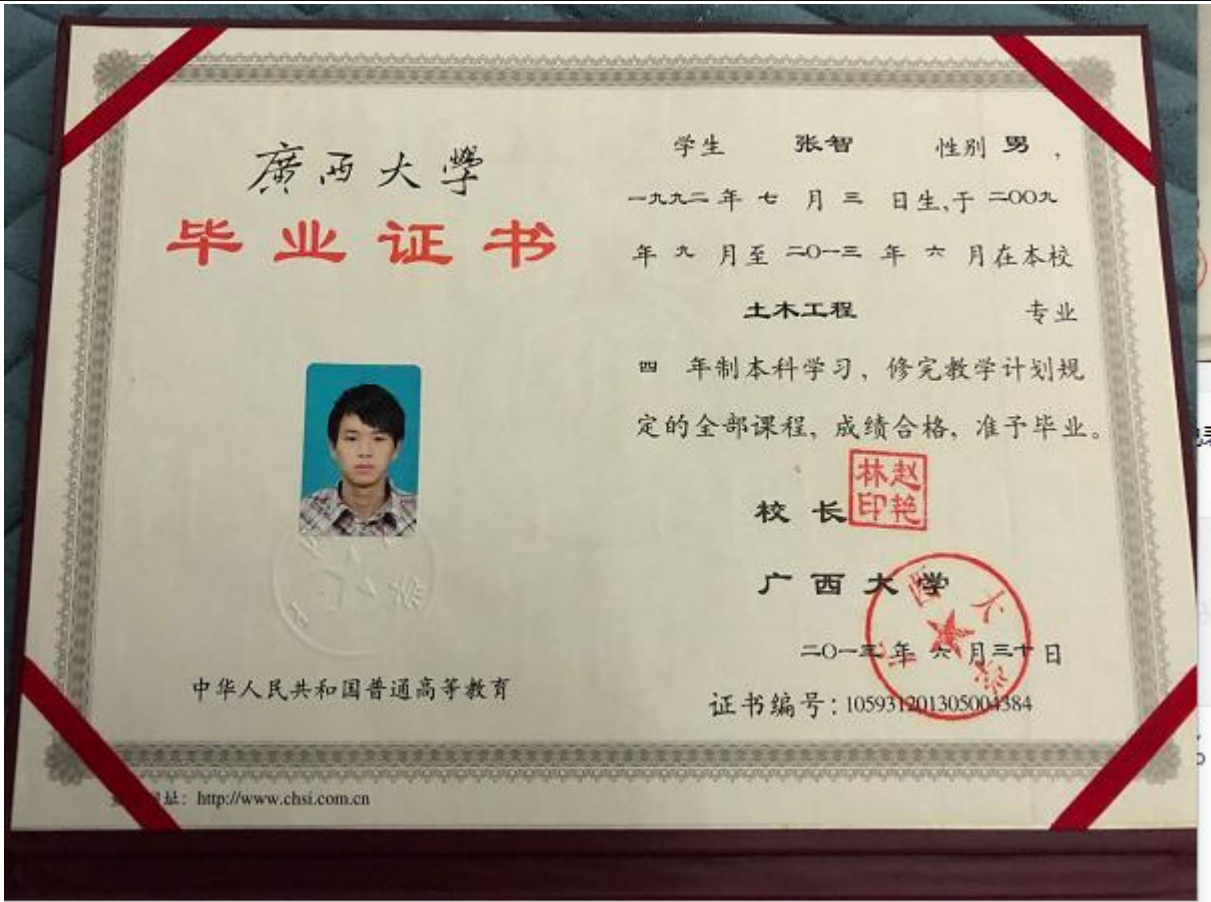 廣西大學
毕业证书
中华人民共和国普通高等教育
学生 张智 性别 男，
一九九二 年 七 月 三 日生,于 二〇〇九
年 九 月至 二〇一三 年 六 月在本校
土木工程 专业
四 年制本科学习，修完教学计划规
定的全部课程，成绩合格，准予毕业。
校 长
赵艳林印
广西大学
二〇一三 年 六 月三十日
证书编号：105931201305004384
http://www.chsi.com.cn